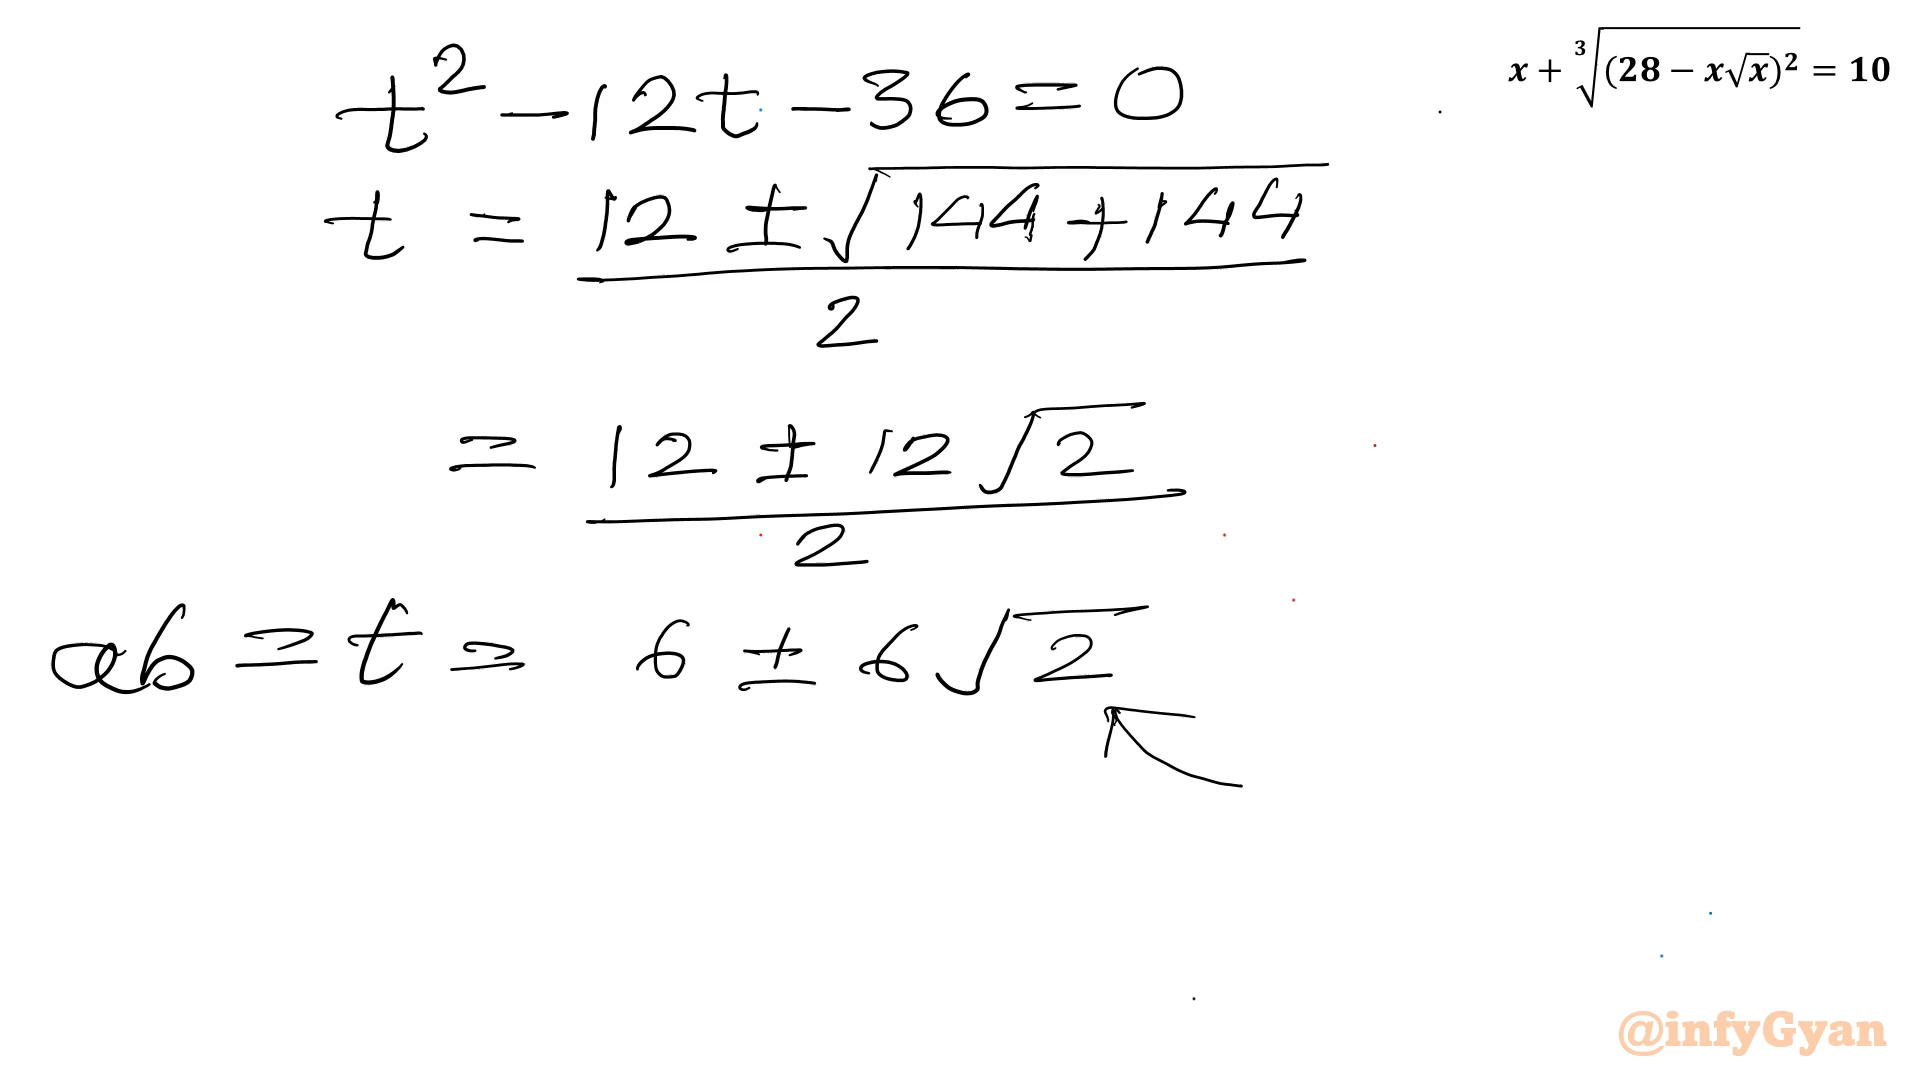 x + ∛(28 − x√x)² = 10
t² − 12t − 36 = 0
t = (12 ± √(144 + 144)) / 2
= (12 ± 12√2) / 2
ab = t = 6 ± 6√2
@infyGyan